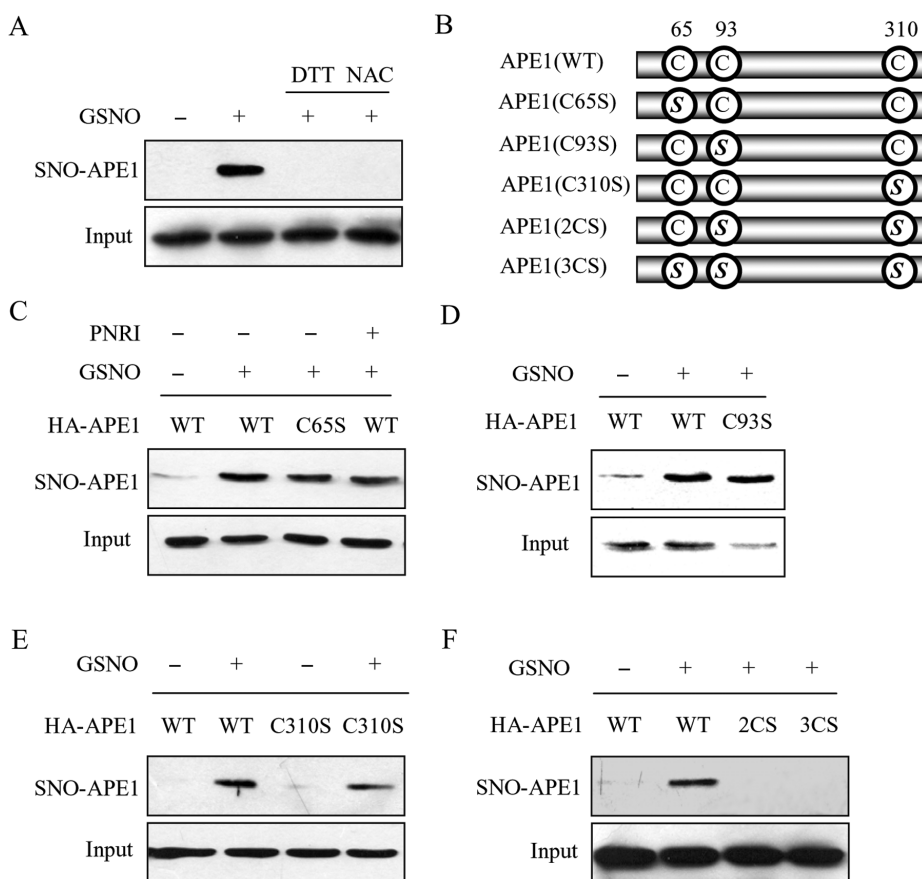 A
DTT NAC
GSNO – + + +
SNO-APE1
Input
B
65 93 310
APE1(WT) C C C
APE1(C65S) S C C
APE1(C93S) C S C
APE1(C310S) C C S
APE1(2CS) C S S
APE1(3CS) S S S
C
PNRI – – – +
GSNO – + + +
HA-APE1 WT WT C65S WT
SNO-APE1
Input
D
GSNO – + +
HA-APE1 WT WT C93S
SNO-APE1
Input
E
GSNO – + – +
HA-APE1 WT WT C310S C310S
SNO-APE1
Input
F
GSNO – + + +
HA-APE1 WT WT 2CS 3CS
SNO-APE1
Input